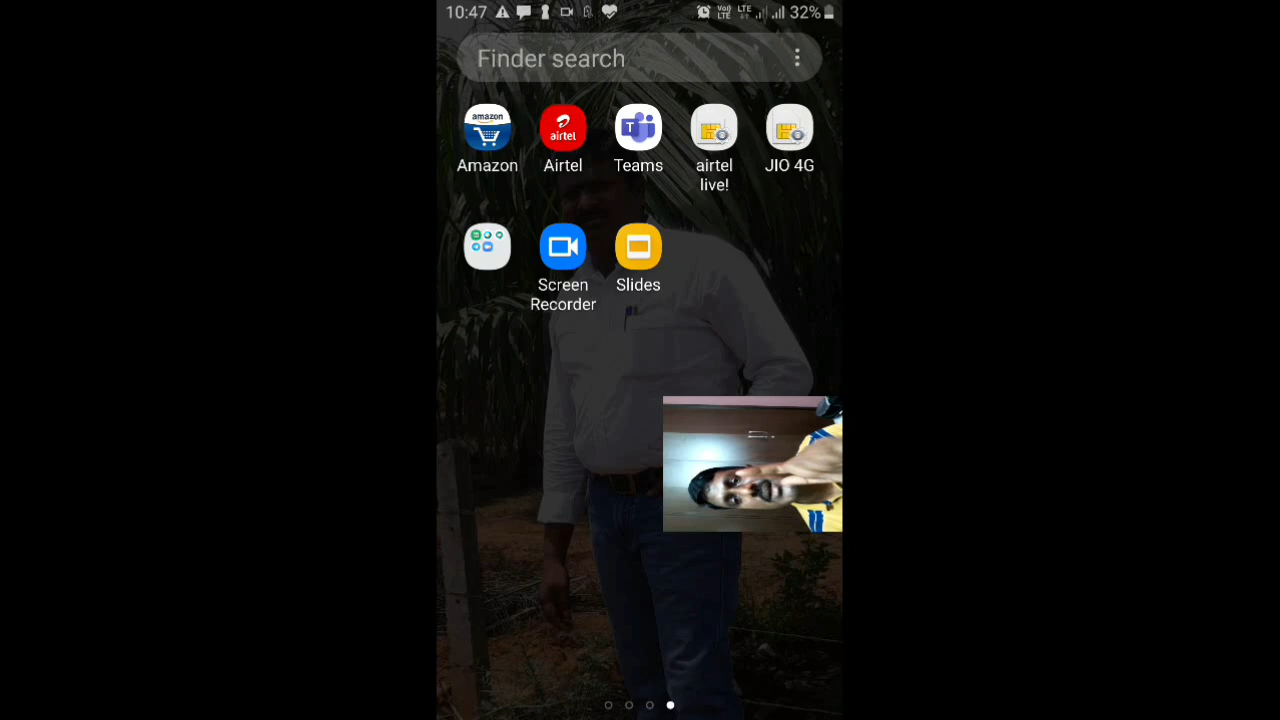 10:47 32%
Finder search
amazon
airtel
Amazon Airtel Teams airtel live! JIO 4G
Screen Recorder
Slides